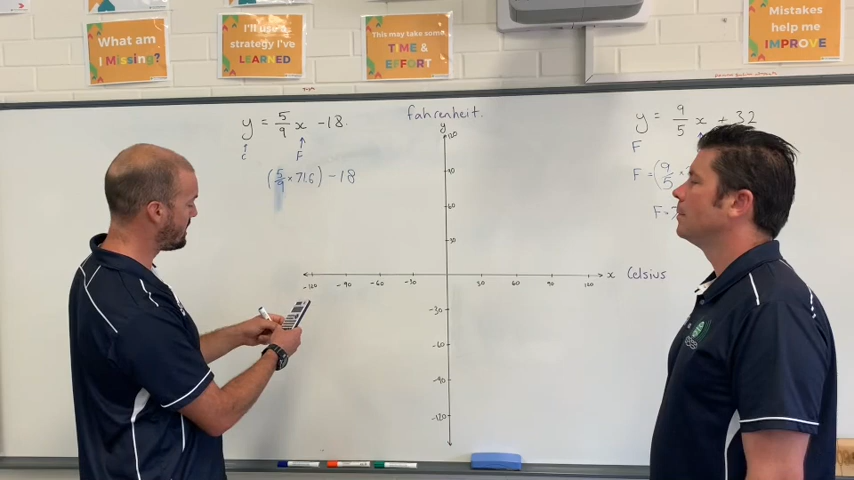 What am
I Missing?
I'll use a
strategy I've
LEARNED
This may take some
TIME &
EFFORT
Mistakes
help me
IMPROVE
y = 5/9 x - 18.
c F
(5/9 × 71.6) - 18
fahrenheit.
y
120
90
60
30
-120 -90 -60 -30 30 60 90 120 x Celsius
-30
-60
-90
-120
y = 9/5 x + 32
F
F = (9/5 ×
F =